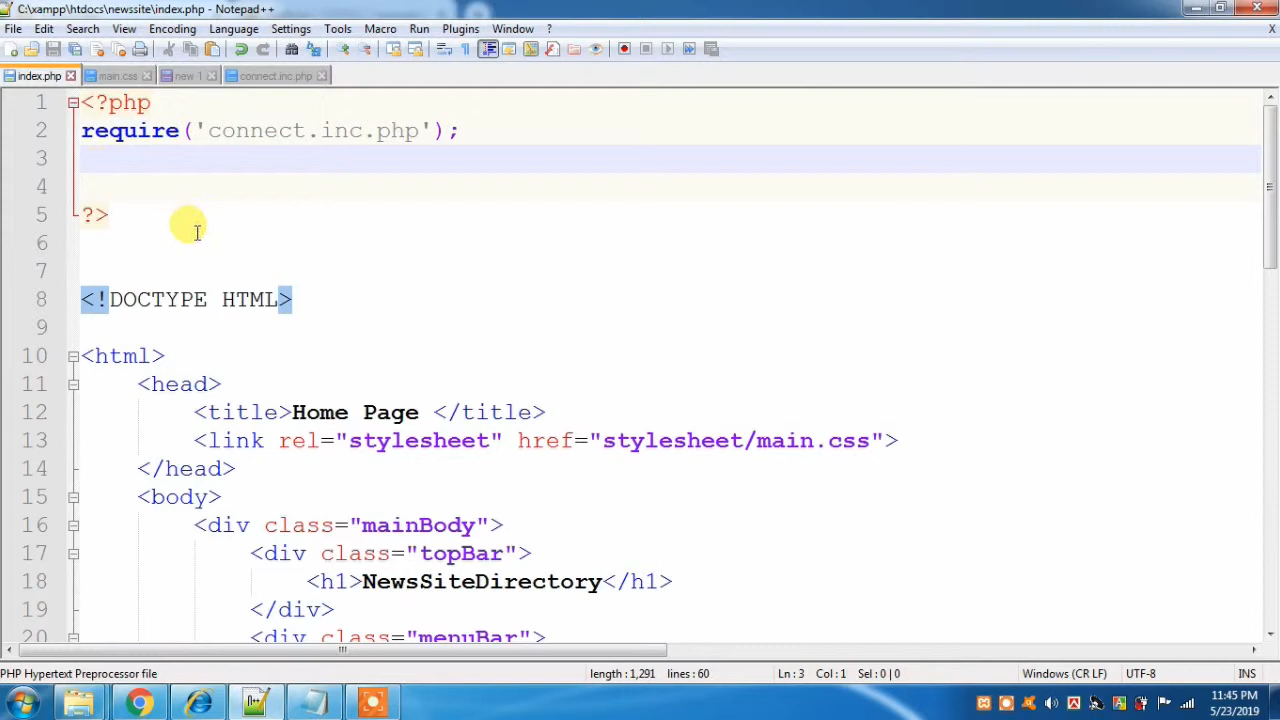 C:\xampp\htdocs\newssite\index.php - Notepad++
File Edit Search View Encoding Language Settings Tools Macro Run Plugins Window ? X
index.php main.css new 1 connect.inc.php
1 <?php
2 require('connect.inc.php');
3
4
5 ?>
6
7
8 <!DOCTYPE HTML>
9
10 <html>
11 <head>
12 <title>Home Page </title>
13 <link rel="stylesheet" href="stylesheet/main.css">
14 </head>
15 <body>
16 <div class="mainBody">
17 <div class="topBar">
18 <h1>NewsSiteDirectory</h1>
19 </div>
20 <div class="menuBar">
PHP Hypertext Preprocessor file length : 1,291 lines : 60 Ln : 3 Col : 1 Sel : 0 | 0 Windows (CR LF) UTF-8 INS
11:45 PM
5/23/2019